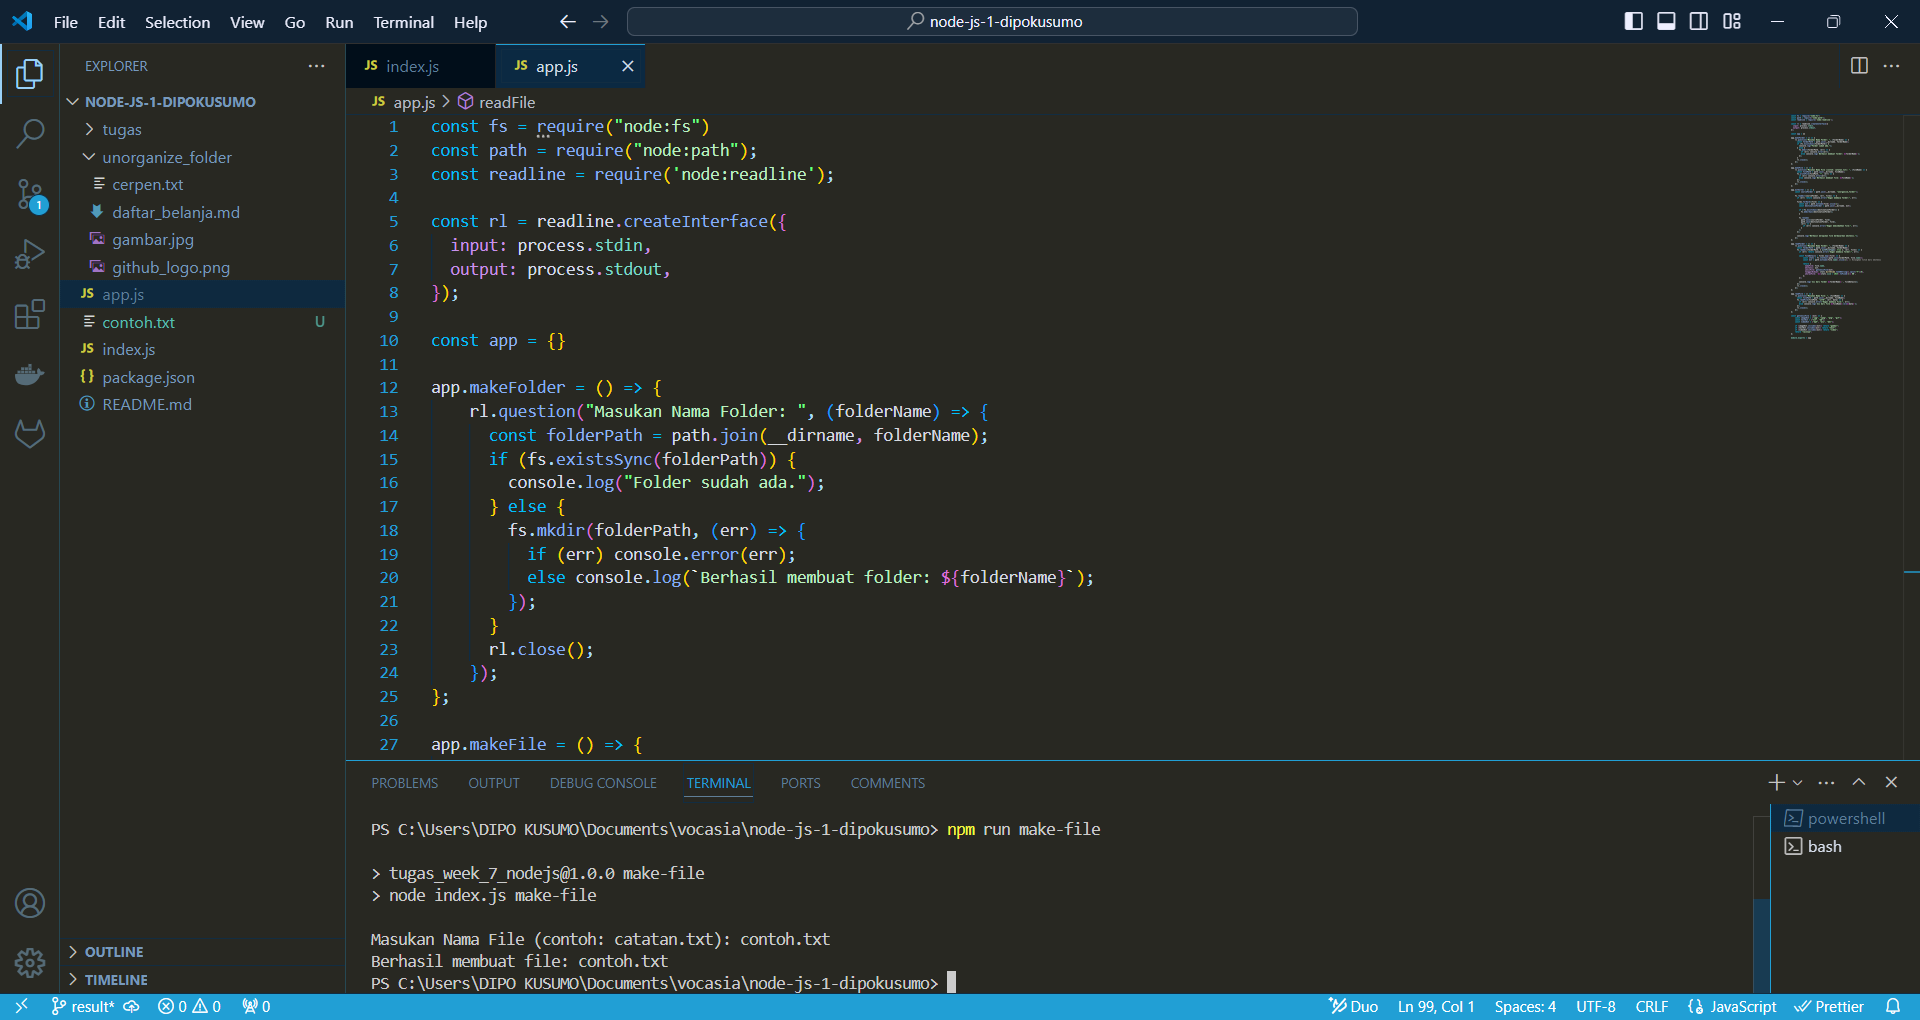 File Edit Selection View Go Run Terminal Help
node-js-1-dipokusumo
EXPLORER
NODE-JS-1-DIPOKUSUMO
tugas
unorganize_folder
cerpen.txt
daftar_belanja.md
gambar.jpg
github_logo.png
JS app.js
contoh.txt U
JS index.js
{} package.json
README.md
OUTLINE
TIMELINE
1
JS index.js JS app.js
JS app.js > readFile
1 const fs = require("node:fs")
2 const path = require("node:path");
3 const readline = require('node:readline');
4
5 const rl = readline.createInterface({
6 input: process.stdin,
7 output: process.stdout,
8 });
9
10 const app = {}
11
12 app.makeFolder = () => {
13 rl.question("Masukan Nama Folder: ", (folderName) => {
14 const folderPath = path.join(__dirname, folderName);
15 if (fs.existsSync(folderPath)) {
16 console.log("Folder sudah ada.");
17 } else {
18 fs.mkdir(folderPath, (err) => {
19 if (err) console.error(err);
20 else console.log(`Berhasil membuat folder: ${folderName}`);
21 });
22 }
23 rl.close();
24 });
25 };
26
27 app.makeFile = () => {
PROBLEMS OUTPUT DEBUG CONSOLE TERMINAL PORTS COMMENTS
PS C:\Users\DIPO KUSUMO\Documents\vocasia\node-js-1-dipokusumo> npm run make-file
> tugas_week_7_nodejs@1.0.0 make-file
> node index.js make-file
Masukan Nama File (contoh: catatan.txt): contoh.txt
Berhasil membuat file: contoh.txt
PS C:\Users\DIPO KUSUMO\Documents\vocasia\node-js-1-dipokusumo>
powershell
bash
result* 0 0 0 Duo Ln 99, Col 1 Spaces: 4 UTF-8 CRLF {} JavaScript Prettier